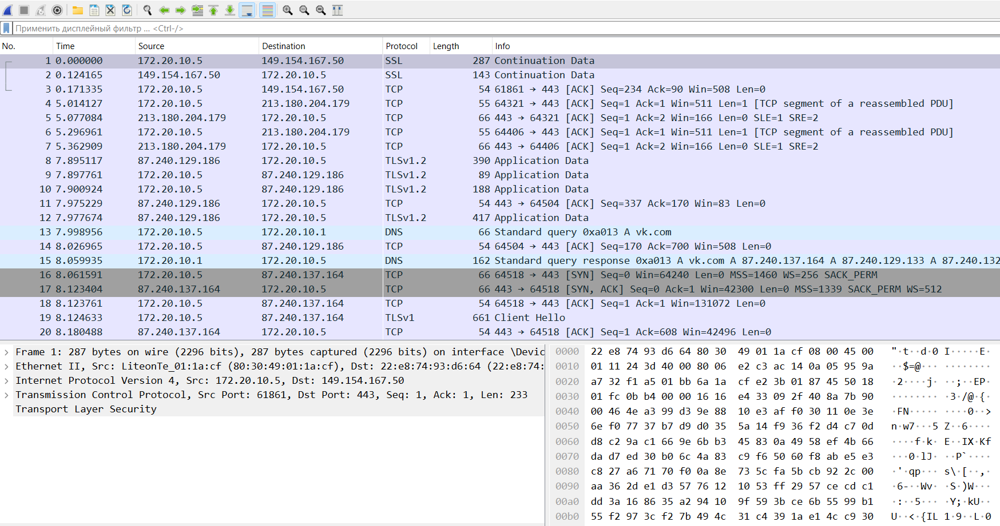 Применить дисплейный фильтр ... <Ctrl-/>
No. Time Source Destination Protocol Length Info
1 0.000000 172.20.10.5 149.154.167.50 SSL 287 Continuation Data
2 0.124165 149.154.167.50 172.20.10.5 SSL 143 Continuation Data
3 0.171335 172.20.10.5 149.154.167.50 TCP 54 61861 → 443 [ACK] Seq=234 Ack=90 Win=508 Len=0
4 5.014127 172.20.10.5 213.180.204.179 TCP 55 64321 → 443 [ACK] Seq=1 Ack=1 Win=511 Len=1 [TCP segment of a reassembled PDU]
5 5.077084 213.180.204.179 172.20.10.5 TCP 66 443 → 64321 [ACK] Seq=1 Ack=2 Win=166 Len=0 SLE=1 SRE=2
6 5.296961 172.20.10.5 213.180.204.179 TCP 55 64406 → 443 [ACK] Seq=1 Ack=1 Win=511 Len=1 [TCP segment of a reassembled PDU]
7 5.362909 213.180.204.179 172.20.10.5 TCP 66 443 → 64406 [ACK] Seq=1 Ack=2 Win=166 Len=0 SLE=1 SRE=2
8 7.895117 87.240.129.186 172.20.10.5 TLSv1.2 390 Application Data
9 7.897761 172.20.10.5 87.240.129.186 TLSv1.2 89 Application Data
10 7.900924 172.20.10.5 87.240.129.186 TLSv1.2 188 Application Data
11 7.975229 87.240.129.186 172.20.10.5 TCP 54 443 → 64504 [ACK] Seq=337 Ack=170 Win=83 Len=0
12 7.977674 87.240.129.186 172.20.10.5 TLSv1.2 417 Application Data
13 7.998956 172.20.10.5 172.20.10.1 DNS 66 Standard query 0xa013 A vk.com
14 8.026965 172.20.10.5 87.240.129.186 TCP 54 64504 → 443 [ACK] Seq=170 Ack=700 Win=508 Len=0
15 8.059935 172.20.10.1 172.20.10.5 DNS 162 Standard query response 0xa013 A vk.com A 87.240.137.164 A 87.240.129.133 A 87.240.132
16 8.061591 172.20.10.5 87.240.137.164 TCP 66 64518 → 443 [SYN] Seq=0 Win=64240 Len=0 MSS=1460 WS=256 SACK_PERM
17 8.123404 87.240.137.164 172.20.10.5 TCP 66 443 → 64518 [SYN, ACK] Seq=0 Ack=1 Win=42300 Len=0 MSS=1339 SACK_PERM WS=512
18 8.123761 172.20.10.5 87.240.137.164 TCP 54 64518 → 443 [ACK] Seq=1 Ack=1 Win=131072 Len=0
19 8.124633 172.20.10.5 87.240.137.164 TLSv1 661 Client Hello
20 8.180488 87.240.137.164 172.20.10.5 TCP 54 443 → 64518 [ACK] Seq=1 Ack=608 Win=42496 Len=0
Frame 1: 287 bytes on wire (2296 bits), 287 bytes captured (2296 bits) on interface \Devic
Ethernet II, Src: LiteonTe_01:1a:cf (80:30:49:01:1a:cf), Dst: 22:e8:74:93:d6:64 (22:e8:74:
Internet Protocol Version 4, Src: 172.20.10.5, Dst: 149.154.167.50
Transmission Control Protocol, Src Port: 61861, Dst Port: 443, Seq: 1, Ack: 1, Len: 233
Transport Layer Security
0000 22 e8 74 93 d6 64 80 30 49 01 1a cf 08 00 45 00 "·t··d·0 I·····E·
0010 01 11 24 3d 40 00 80 06 e2 c3 ac 14 0a 05 95 9a ··$=@··· ········
0020 a7 32 f1 a5 01 bb 6a 1a cf e2 3b 01 87 45 50 18 ·2····j· ··;··EP·
0030 01 fc 0b b4 00 00 16 16 e4 33 09 2f 40 8a 7b 90 ········ ·3·/@·{·
0040 00 46 4e a3 99 d3 9e 88 10 e3 af f0 30 11 0e 3e ·FN····· ····0··>
0050 6e f0 77 37 b7 d9 d0 35 5a 14 f9 36 f2 d4 c7 0d n·w7···5 Z··6····
0060 d8 c2 9a c1 66 9e 6b b3 45 83 0a 49 58 ef 4b 66 ····f·k· E··IX·Kf
0070 da d7 ed 30 b0 6c 4a 83 c9 f6 50 60 f8 ab e5 e3 ···0·lJ· ··P`····
0080 c8 27 a6 71 70 f0 0a 8e 73 5c fa 5b cb 92 2c 00 ·'·qp··· s\·[··,·
0090 aa 36 2d e1 d3 57 76 12 10 53 ff 29 57 ce cd c1 ·6-··Wv· ·S·)W···
00a0 dd 3a 16 86 35 a2 94 10 9f 59 3b ce 6b 55 99 b1 ·:··5··· ·Y;·kU··
00b0 55 f2 97 3c f2 7b 49 4c 31 c4 39 1a e1 4c c9 30 U··<·{IL 1·9··L·0